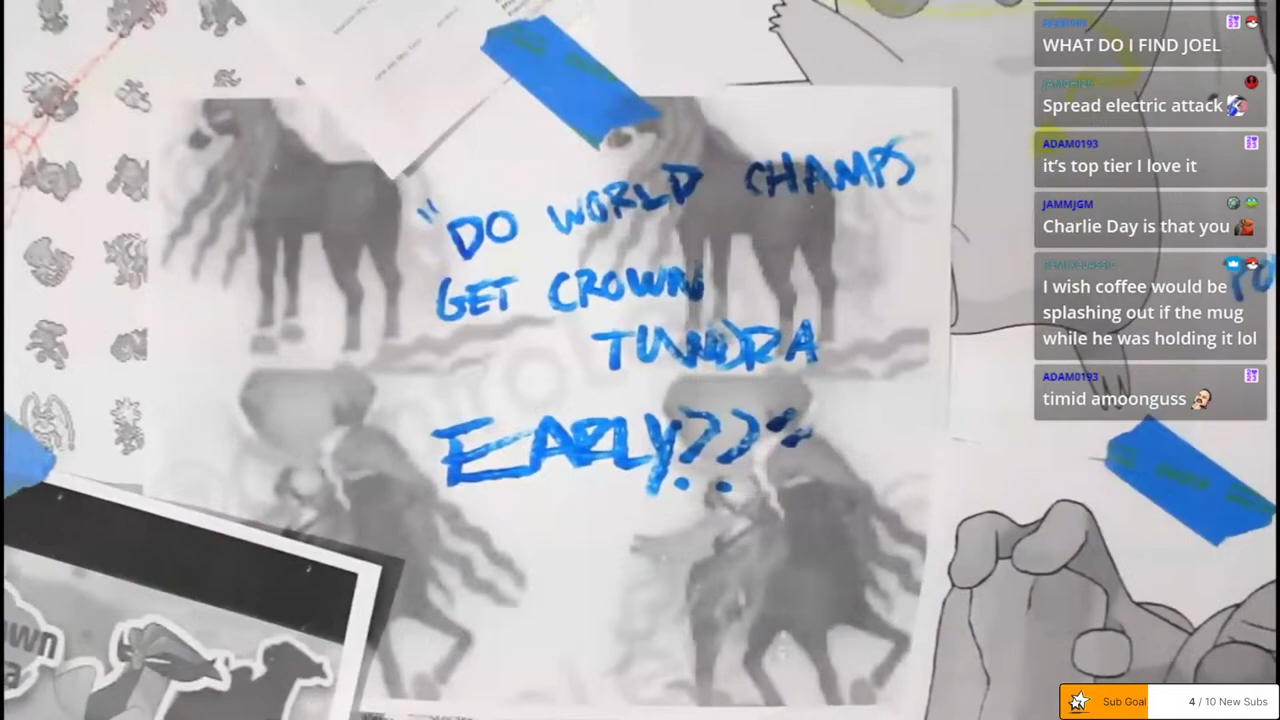 "DO WORLD CHAMPS
GET CROWN
TUNDRA
EARLY??"
WHAT DO I FIND JOEL
Spread electric attack
ADAM0193
it's top tier I love it
JAMMJGM
Charlie Day is that you
I wish coffee would be
splashing out if the mug
while he was holding it lol
ADAM0193
timid amoonguss
Sub Goal
4 / 10 New Subs